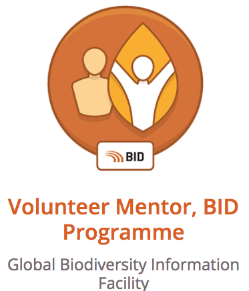 BID
Volunteer Mentor, BID
Programme
Global Biodiversity Information
Facility